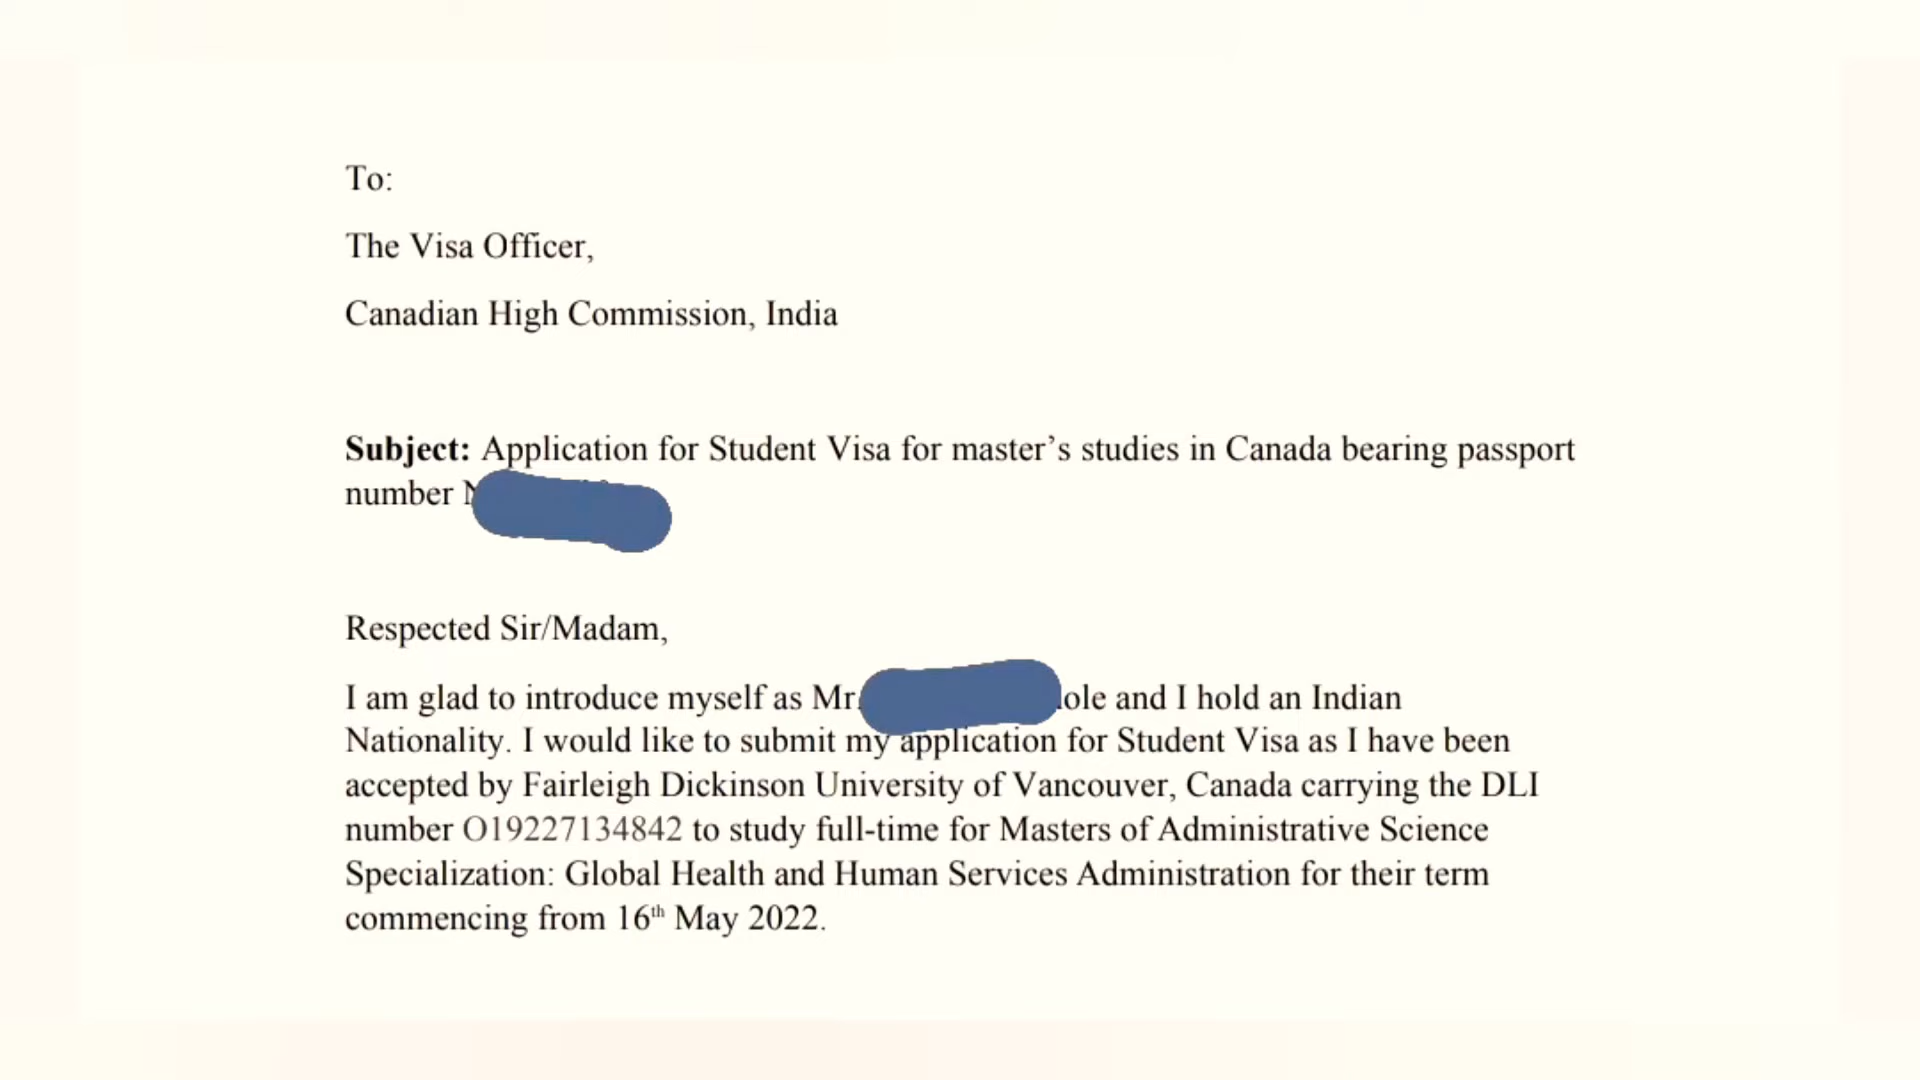 To:
The Visa Officer,
Canadian High Commission, India
Subject: Application for Student Visa for master’s studies in Canada bearing passport
number
Respected Sir/Madam,
I am glad to introduce myself as Mr. and I hold an Indian
Nationality. I would like to submit my application for Student Visa as I have been
accepted by Fairleigh Dickinson University of Vancouver, Canada carrying the DLI
number O19227134842 to study full-time for Masters of Administrative Science
Specialization: Global Health and Human Services Administration for their term
commencing from 16th May 2022.